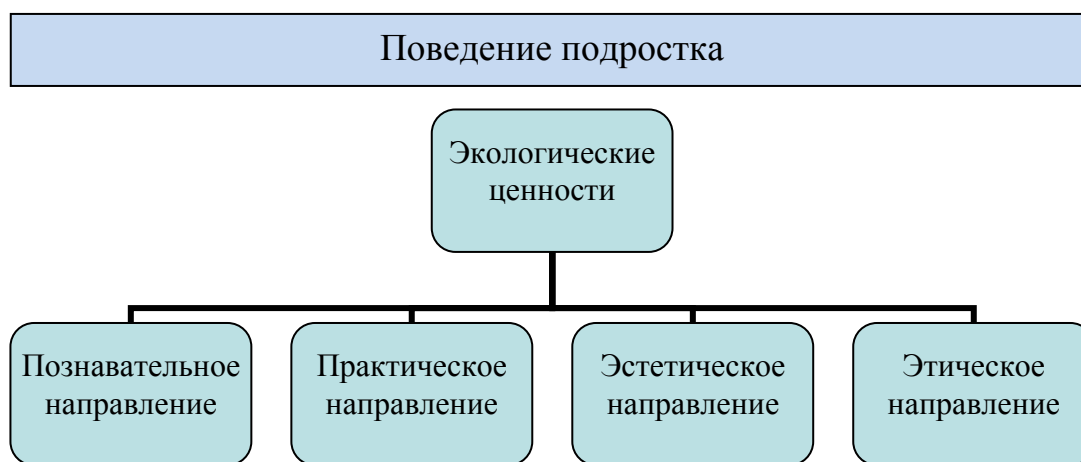 Поведение подростка
Экологические
ценности
Познавательное
направление
Практическое
направление
Эстетическое
направление
Этическое
направление